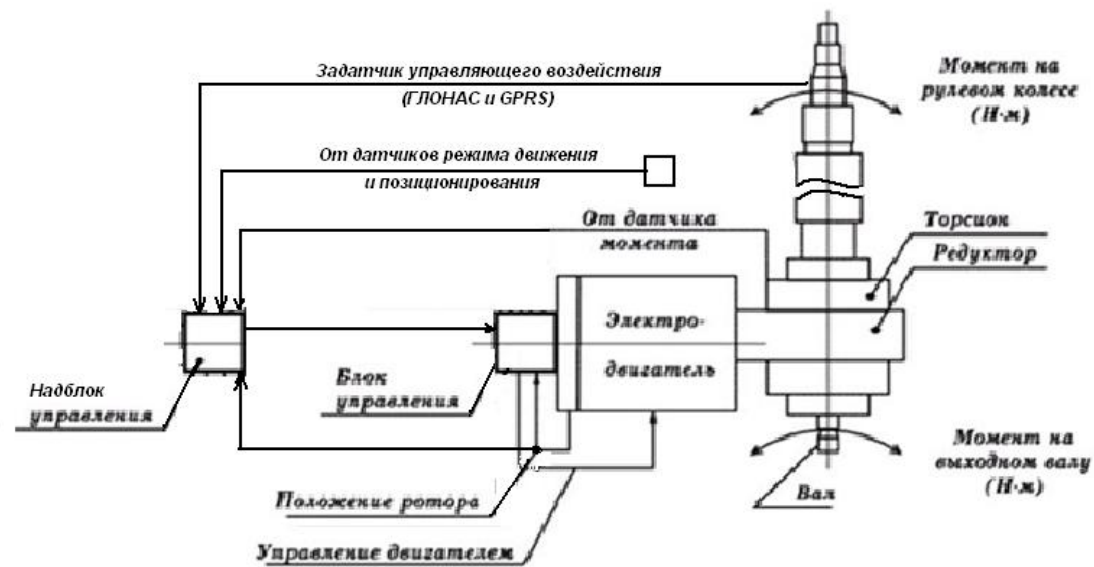 Задатчик управляющего воздействия
(ГЛОНАС и GPRS)
Момент на
рулевом колесе
(Н·м)
От датчиков режима движения
и позиционирования
От датчика
момента
Торсион
Редуктор
Электро-
двигатель
Надблок
управления
Блок
управления
Момент на
выходном валу
(Н·м)
Вал
Положение ротора
Управление двигателем